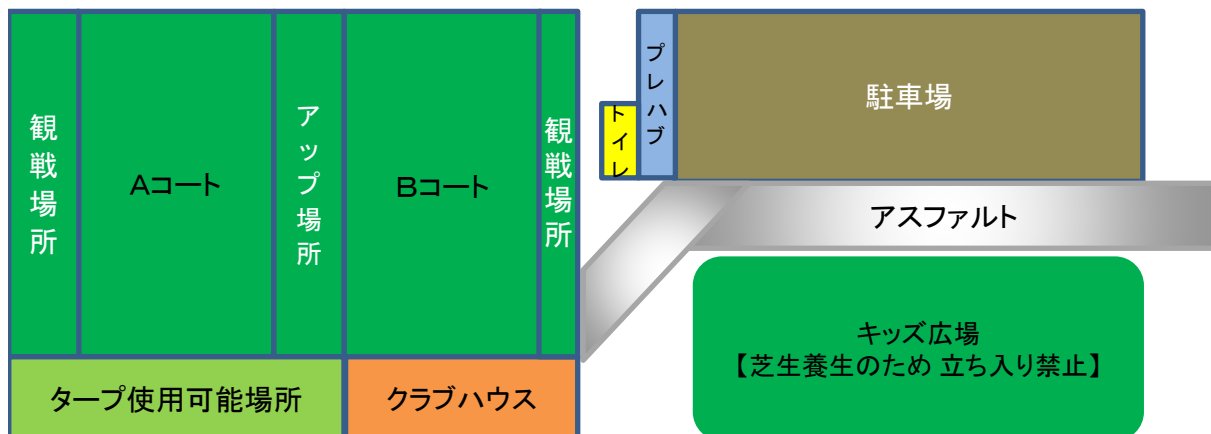 観戦場所
Aコート
アップ場所
Bコート
観戦場所
トイレ
プレハブ
駐車場
アスファルト
キッズ広場
【芝生養生のため 立ち入り禁止】
タープ使用可能場所
クラブハウス